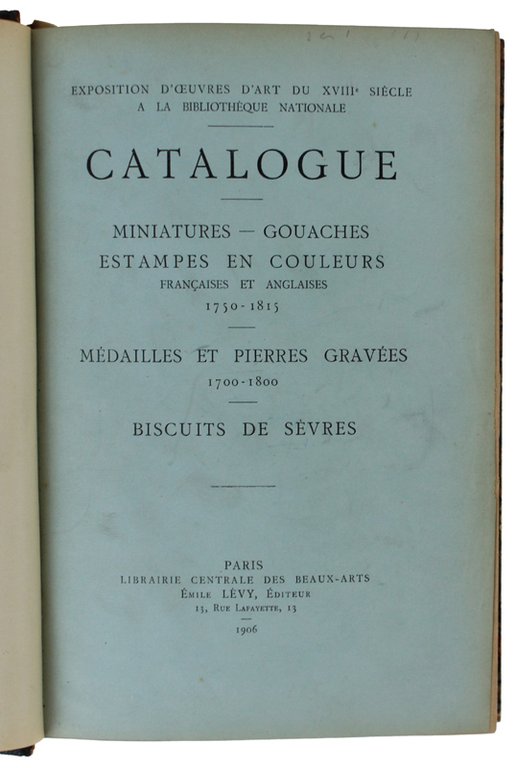 EXPOSITION D'ŒUVRES D'ART DU XVIIIe SIÈCLE
A LA BIBLIOTHÈQUE NATIONALE
CATALOGUE
MINIATURES — GOUACHES
ESTAMPES EN COULEURS
FRANÇAISES ET ANGLAISES
1750-1815
MÉDAILLES ET PIERRES GRAVÉES
1700-1800
BISCUITS DE SÈVRES
PARIS
LIBRAIRIE CENTRALE DES BEAUX-ARTS
ÉMILE LÉVY, ÉDITEUR
13, RUE LAFAYETTE, 13
1906